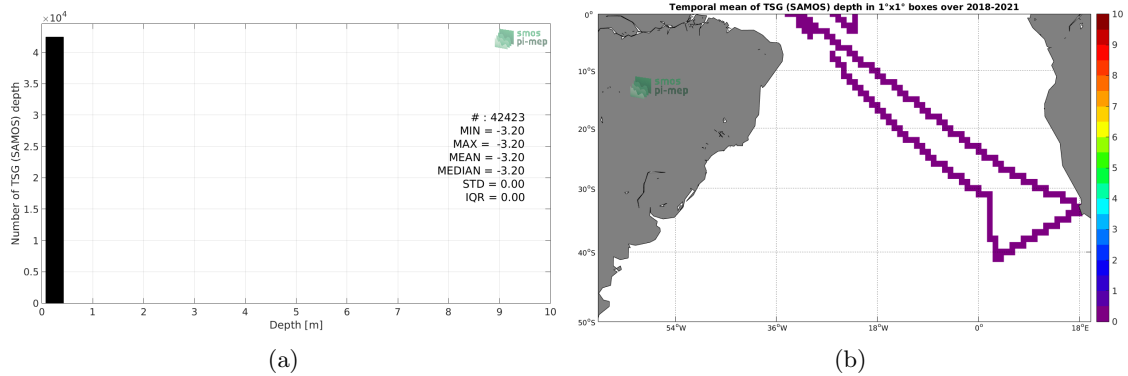 ×10⁴
4
3.5
3
2.5
2
1.5
1
0.5
0
Number of TSG (SAMOS) depth
0 1 2 3 4 5 6 7 8 9 10
Depth [m]
smos
pi-mep
# : 42423
MIN = -3.20
MAX = -3.20
MEAN = -3.20
MEDIAN = -3.20
STD = 0.00
IQR = 0.00
(a)
Temporal mean of TSG (SAMOS) depth in 1°x1° boxes over 2018-2021
0°
10°S
20°S
30°S
40°S
50°S
54°W 36°W 18°W 0° 18°E
smos
pi-mep
10
9
8
7
6
5
4
3
2
1
0
(b)